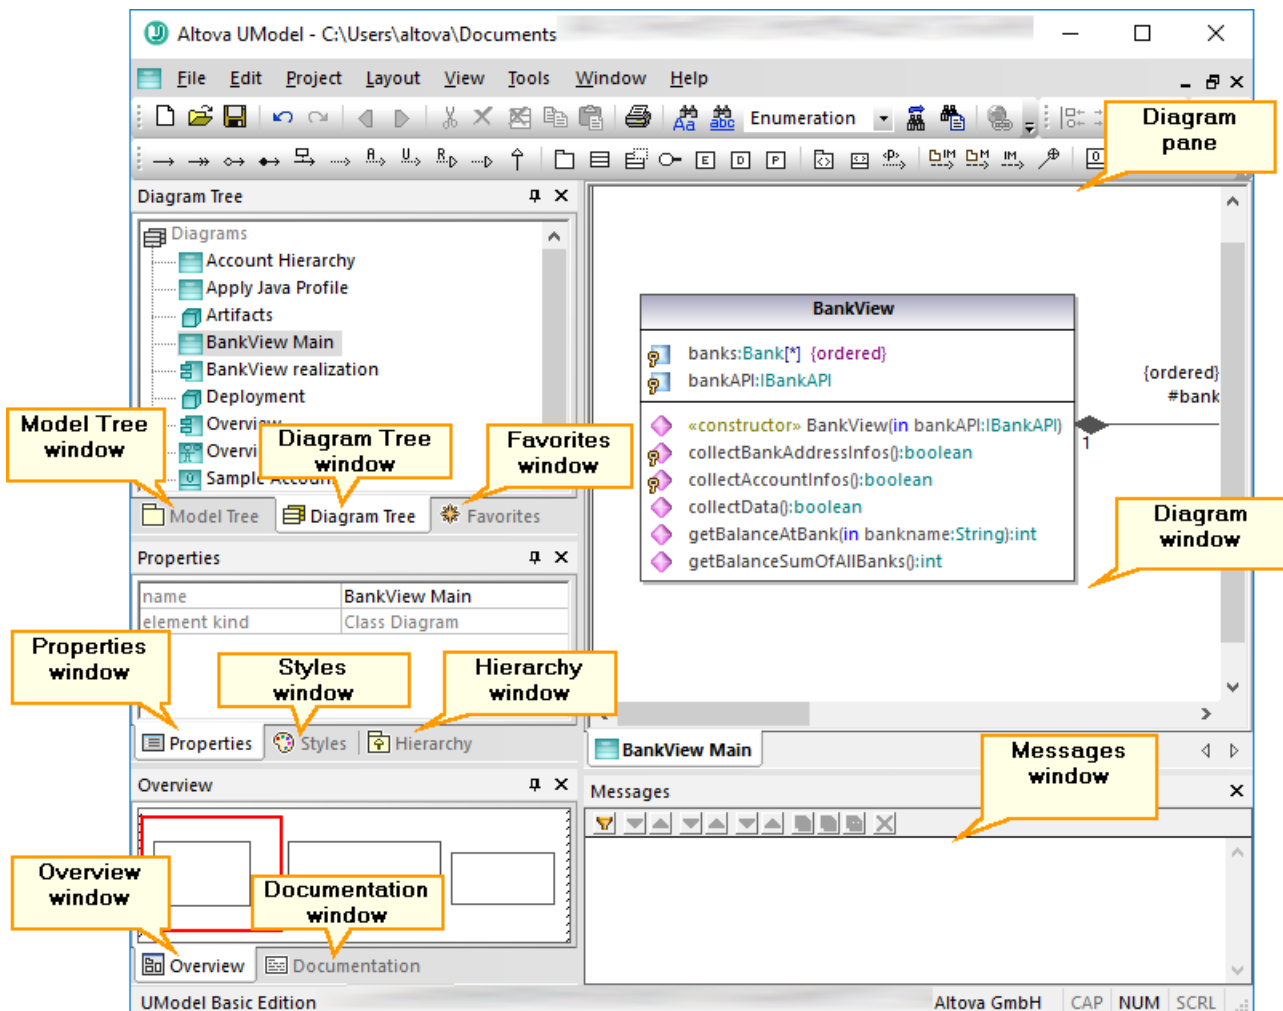 Altova UModel - C:\Users\altova\Documents
File Edit Project Layout View Tools Window Help
Enumeration
Diagram
pane
Diagram Tree
Diagrams
Account Hierarchy
Apply Java Profile
Artifacts
BankView Main
BankView realization
Deployment
Overview
Overvi
Sample Accou
Model Tree
window
Diagram Tree
window
Favorites
window
Model Tree Diagram Tree Favorites
BankView
banks:Bank[*] {ordered}
bankAPI:IBankAPI
«constructor» BankView(in bankAPI:IBankAPI)
collectBankAddressInfos():boolean
collectAccountInfos():boolean
collectData():boolean
getBalanceAtBank(in bankname:String):int
getBalanceSumOfAllBanks():int
{ordered}
#bank
1
Diagram
window
Properties
name BankView Main
element kind Class Diagram
Properties
window
Styles
window
Hierarchy
window
Properties Styles Hierarchy
BankView Main
Messages
window
Overview
Messages
Overview
window
Documentation
window
Overview Documentation
UModel Basic Edition Altova GmbH CAP NUM SCRL